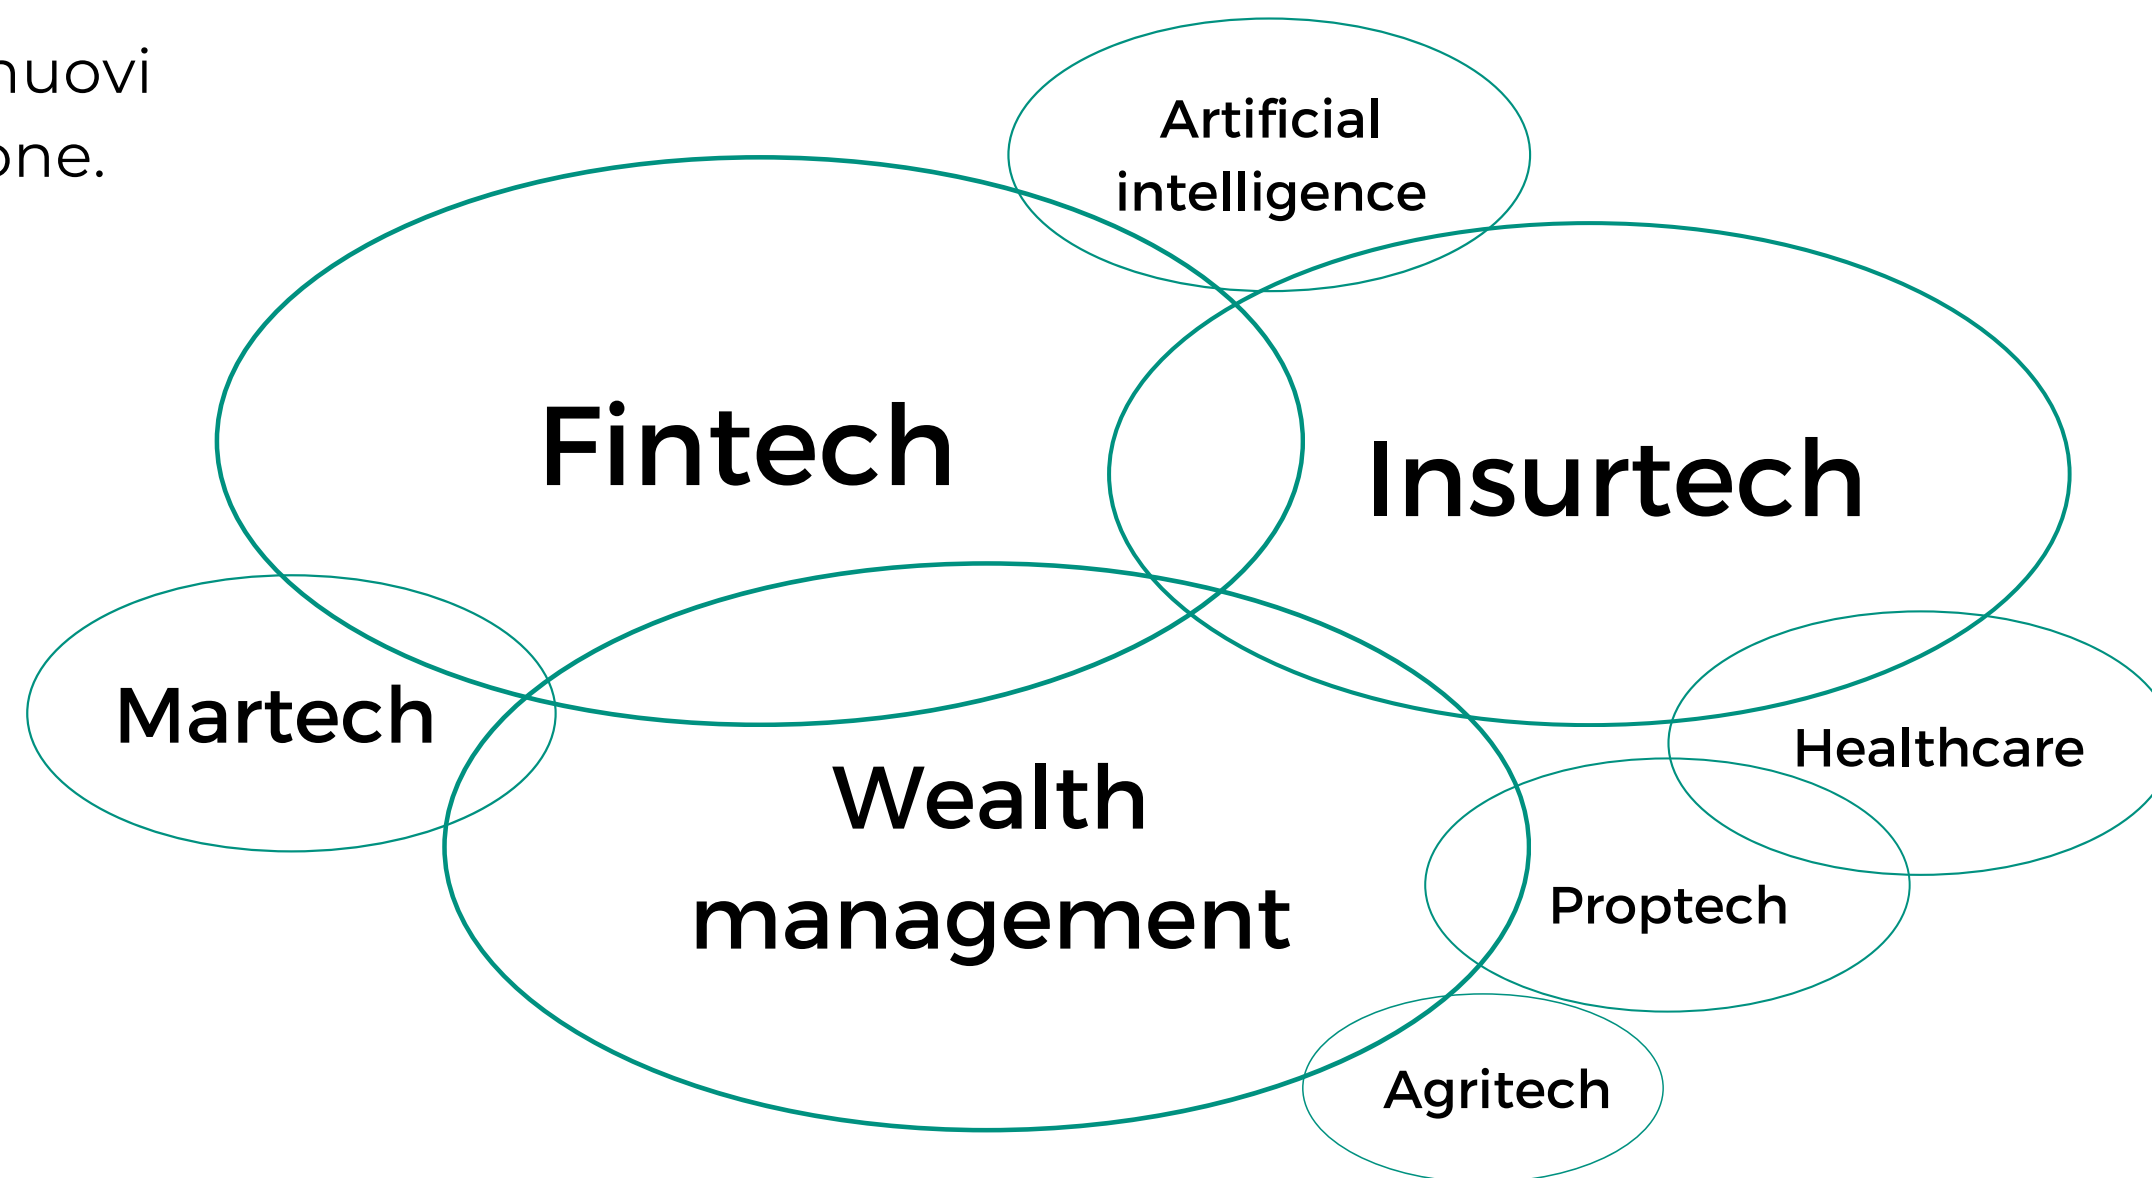 nuovi
one.
Artificial
intelligence
Fintech
Insurtech
Martech
Wealth
management
Healthcare
Proptech
Agritech